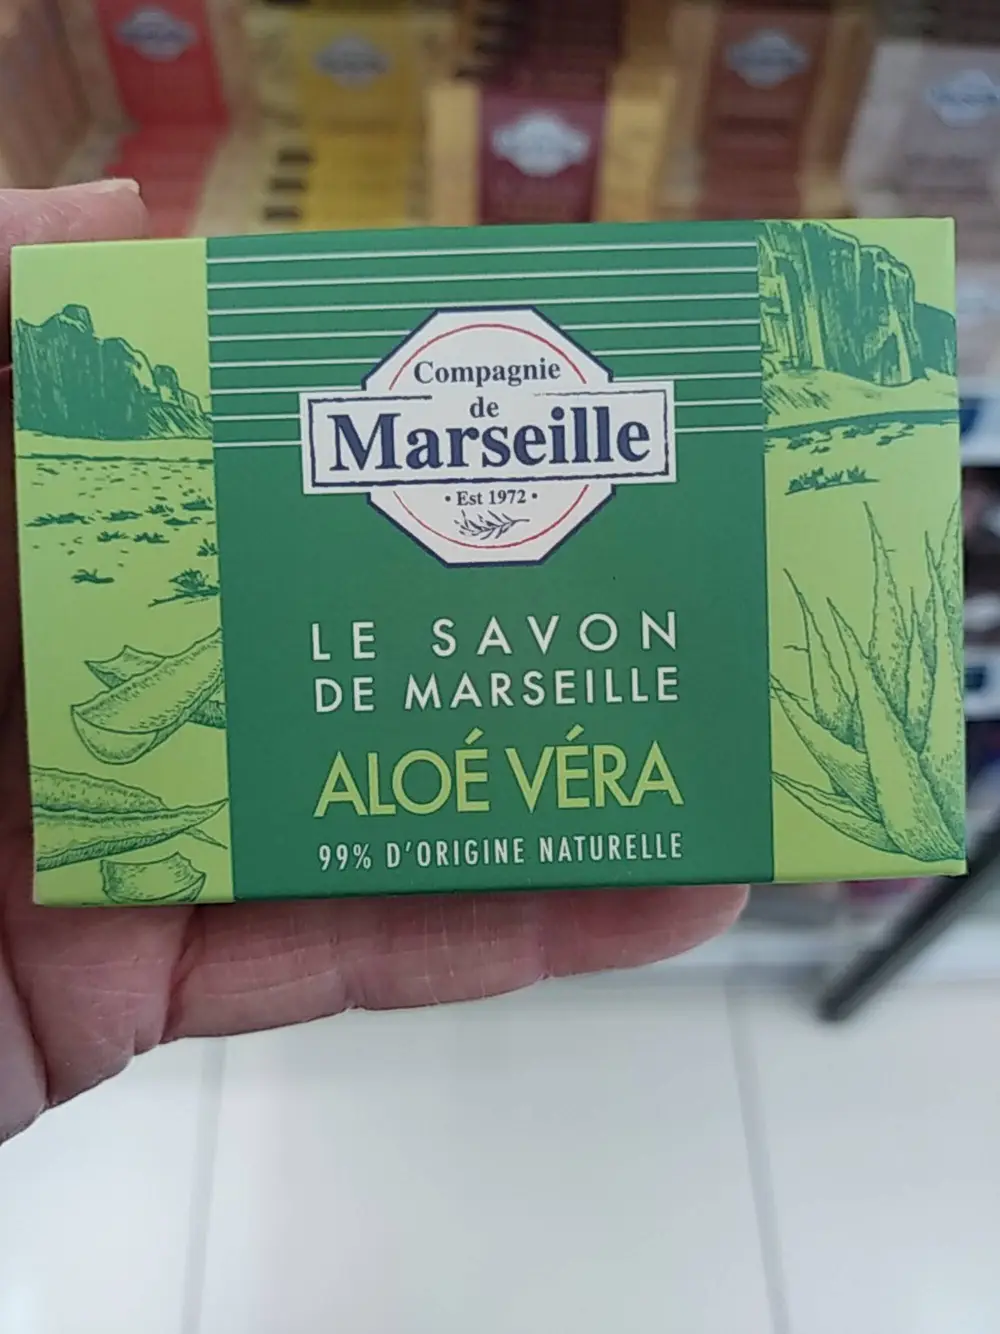 Compagnie
de
Marseille
• Est 1972 •
LE SAVON
DE MARSEILLE
ALOÉ VÉRA
99% D'ORIGINE NATURELLE